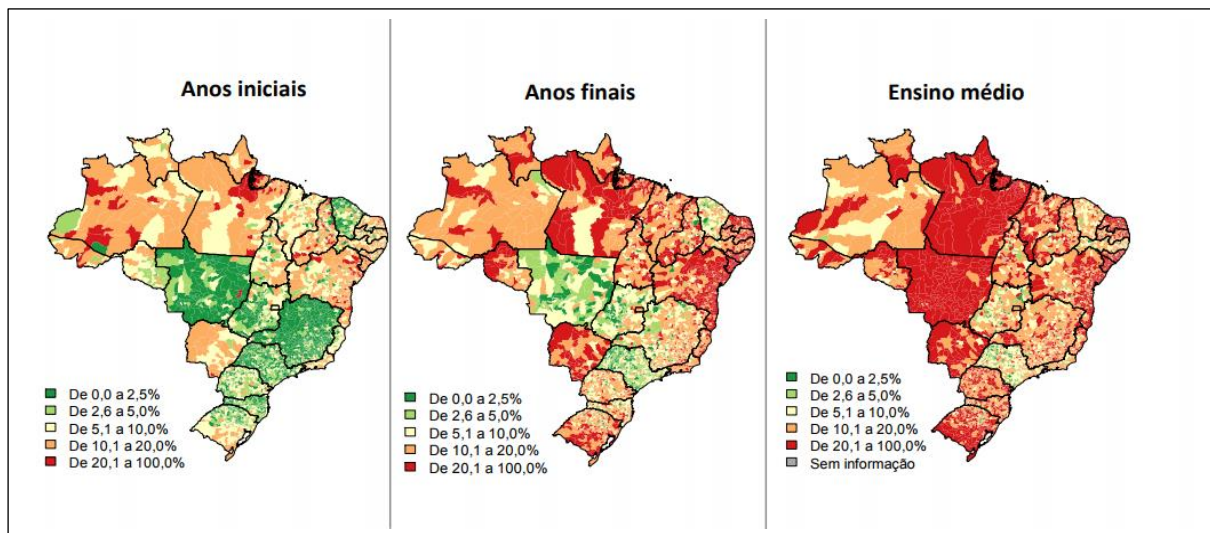 Anos iniciais
De 0,0 a 2,5%
De 2,6 a 5,0%
De 5,1 a 10,0%
De 10,1 a 20,0%
De 20,1 a 100,0%
Anos finais
De 0,0 a 2,5%
De 2,6 a 5,0%
De 5,1 a 10,0%
De 10,1 a 20,0%
De 20,1 a 100,0%
Ensino médio
De 0,0 a 2,5%
De 2,6 a 5,0%
De 5,1 a 10,0%
De 10,1 a 20,0%
De 20,1 a 100,0%
Sem informação